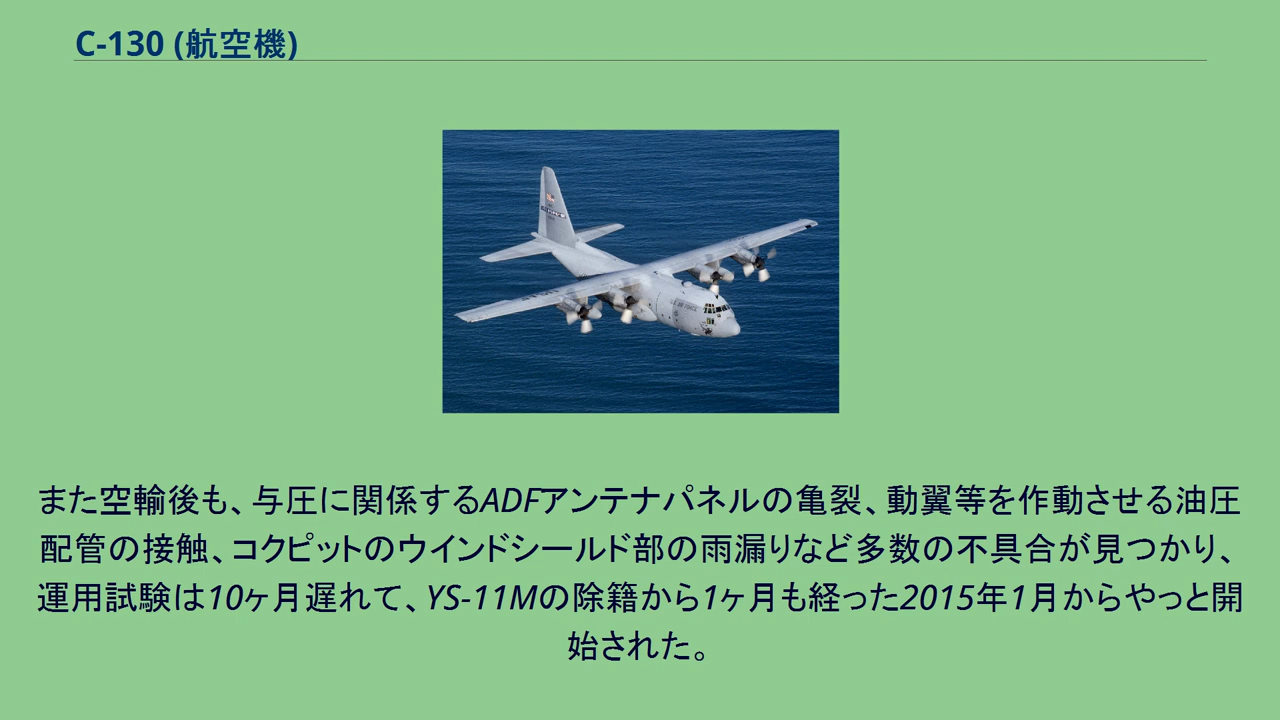 C-130 (航空機)
また空輸後も、与圧に関係するADFアンテナパネルの亀裂、動翼等を作動させる油圧
配管の接触、コクピットのウインドシールド部の雨漏りなど多数の不具合が見つかり、
運用試験は10ヶ月遅れて、YS-11Mの除籍から1ヶ月も経った2015年1月からやっと開
始された。